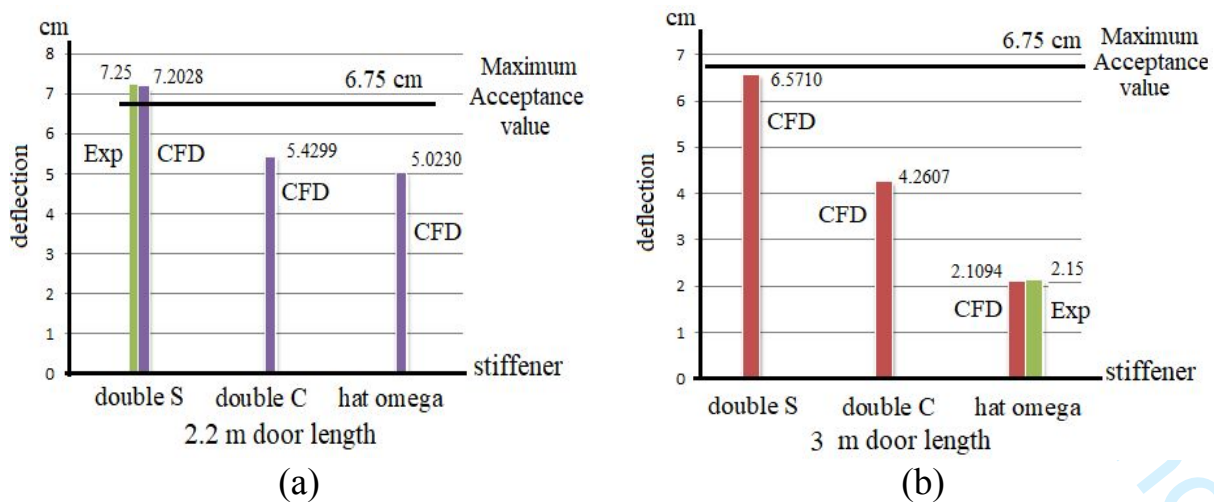 cm
8
7
6
5
4
3
2
1
0
deflection
7.25
7.2028
6.75 cm
Maximum
Acceptance
value
Exp
CFD
5.4299
CFD
5.0230
CFD
stiffener
double S
double C
hat omega
2.2 m door length
(a)
cm
7
6
5
4
3
2
1
0
deflection
6.75 cm
Maximum
Acceptance
value
6.5710
CFD
4.2607
CFD
2.1094
2.15
CFD
Exp
stiffener
double S
double C
hat omega
3 m door length
(b)